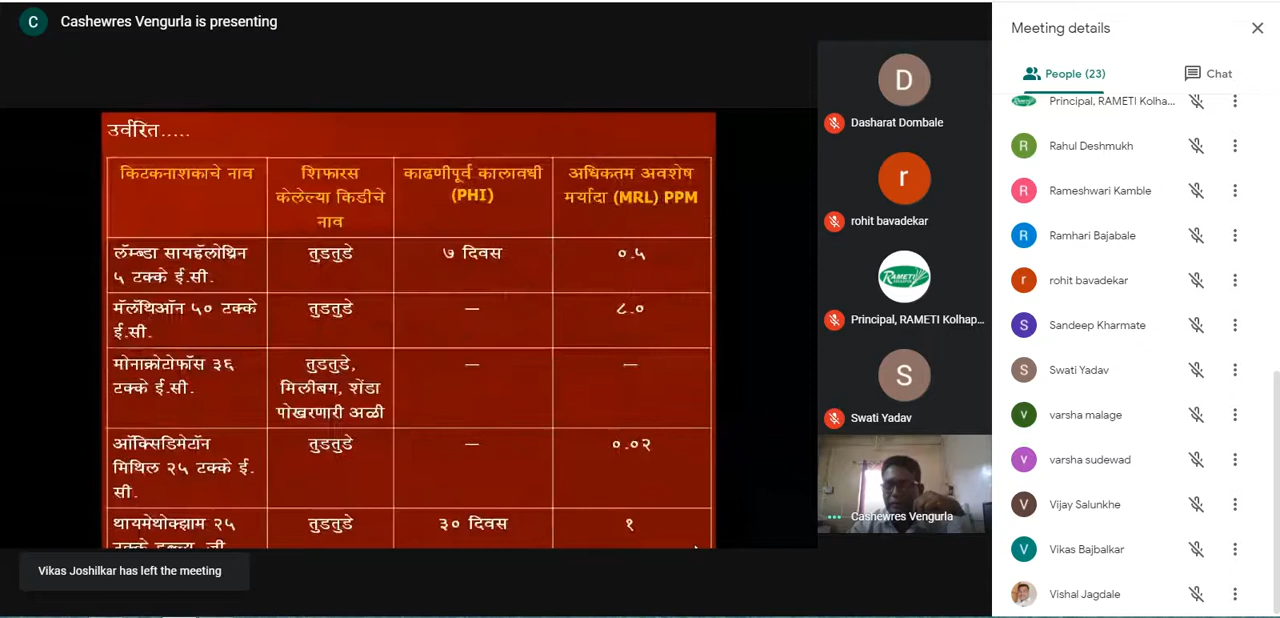 C
Cashewres Vengurla is presenting
उर्वरित.....
किटकनाशकाचे नाव
शिफारस
केलेल्या किडीचे
नाव
काढणीपूर्व कालावधी
(PHI)
अधिकतम अवशेष
मर्यादा (MRL) PPM
लॅम्ब्डा सायहॅलोथ्रिन
५ टक्के ई.सी.
तुडतुडे
७ दिवस
०.५
मॅलॅथिऑन ५० टक्के
ई.सी.
तुडतुडे
—
८.०
मोनाक्रोटोफॉस ३६
टक्के ई.सी.
तुडतुडे,
मिलीबग, शेंडा
पोखरणारी अळी
—
—
ऑक्सिडिमेटॉन
मिथिल २५ टक्के ई.
सी.
तुडतुडे
—
०.०२
थायमेथोक्झाम २५
टक्के डब्ल्यू. जी.
तुडतुडे
३० दिवस
१
Vikas Joshilkar has left the meeting
D
Dasharat Dombale
r
rohit bavadekar
RAMETI
Principal, RAMETI Kolhap...
S
Swati Yadav
Cashewres Vengurla
Meeting details
People (23)
Chat
Principal, RAMETI Kolha...
R
Rahul Deshmukh
R
Rameshwari Kamble
R
Ramhari Bajabale
r
rohit bavadekar
S
Sandeep Kharmate
S
Swati Yadav
v
varsha malage
v
varsha sudewad
V
Vijay Salunkhe
V
Vikas Bajbalkar
Vishal Jagdale